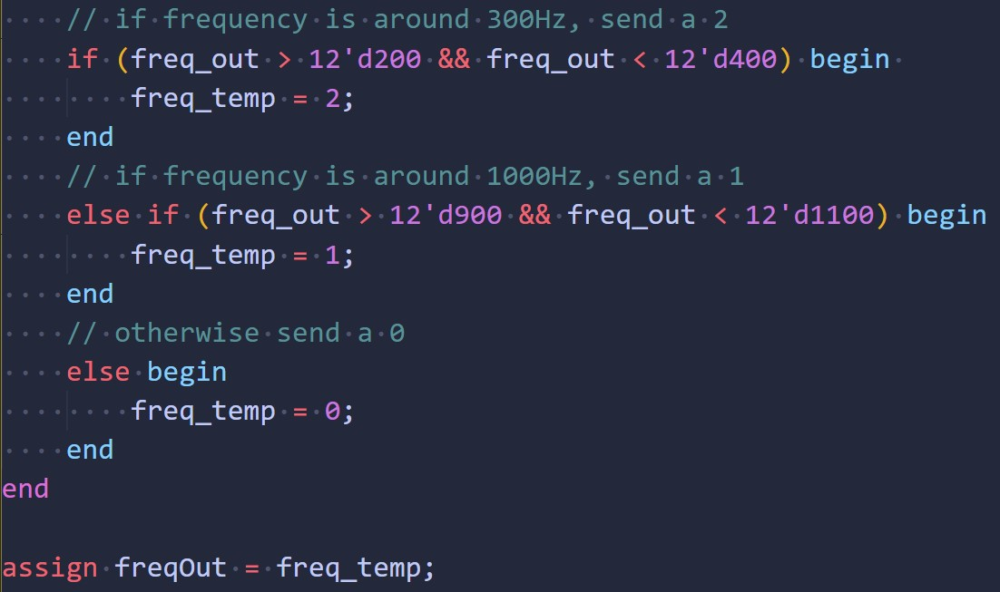 // if frequency is around 300Hz, send a 2
if (freq_out > 12'd200 && freq_out < 12'd400) begin
freq_temp = 2;
end
// if frequency is around 1000Hz, send a 1
else if (freq_out > 12'd900 && freq_out < 12'd1100) begin
freq_temp = 1;
end
// otherwise send a 0
else begin
freq_temp = 0;
end
end
assign freqOut = freq_temp;